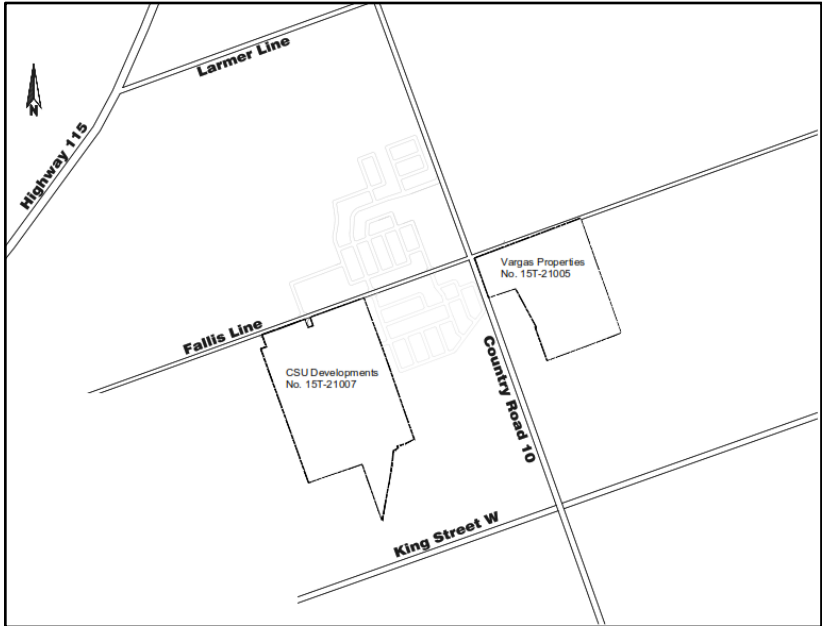 Larmer Line
N
Highway 115
Vargas Properties
No. 15T-21005
Fallis Line
CSU Developments
No. 15T-21007
Country Road 10
King Street W